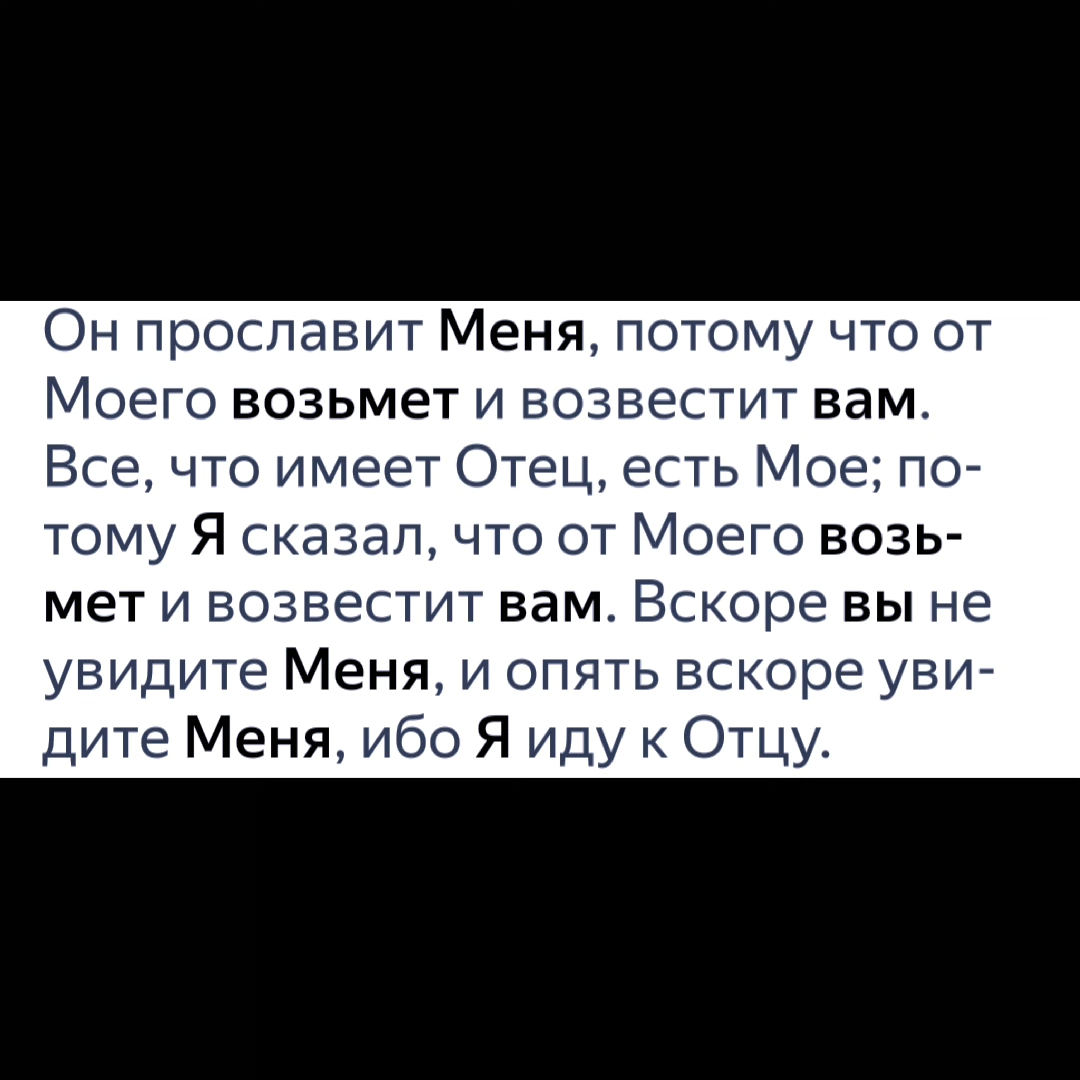 Он прославит Меня, потому что от
Моего возьмет и возвестит вам.
Все, что имеет Отец, есть Мое; по-
тому Я сказал, что от Моего возь-
мет и возвестит вам. Вскоре вы не
увидите Меня, и опять вскоре уви-
дите Меня, ибо Я иду к Отцу.